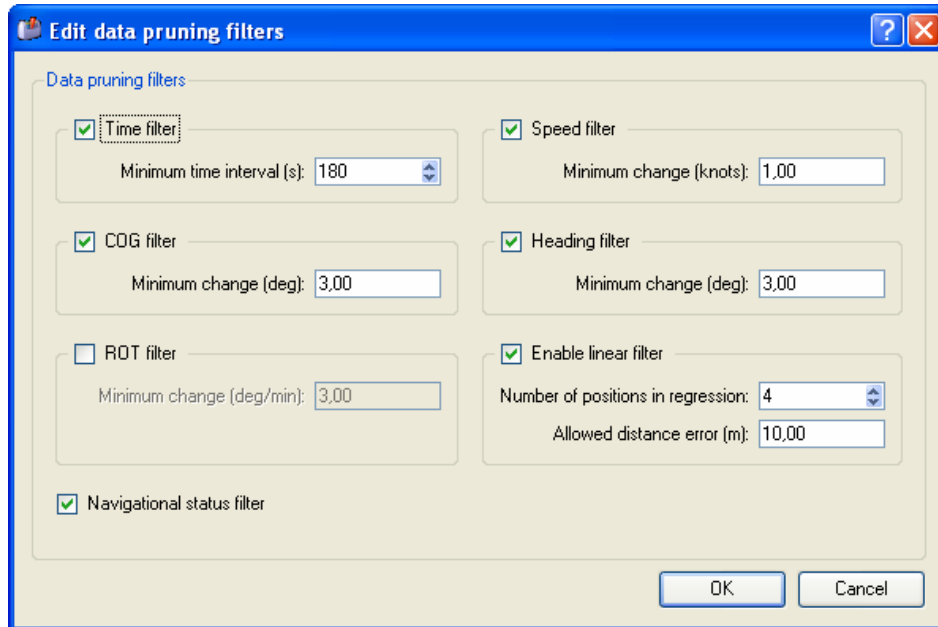 Edit data pruning filters
Data pruning filters
Time filter
Minimum time interval (s): 180
Speed filter
Minimum change (knots): 1,00
COG filter
Minimum change (deg): 3,00
Heading filter
Minimum change (deg): 3,00
ROT filter
Minimum change (deg/min): 3,00
Enable linear filter
Number of positions in regression: 4
Allowed distance error (m): 10,00
Navigational status filter
OK
Cancel